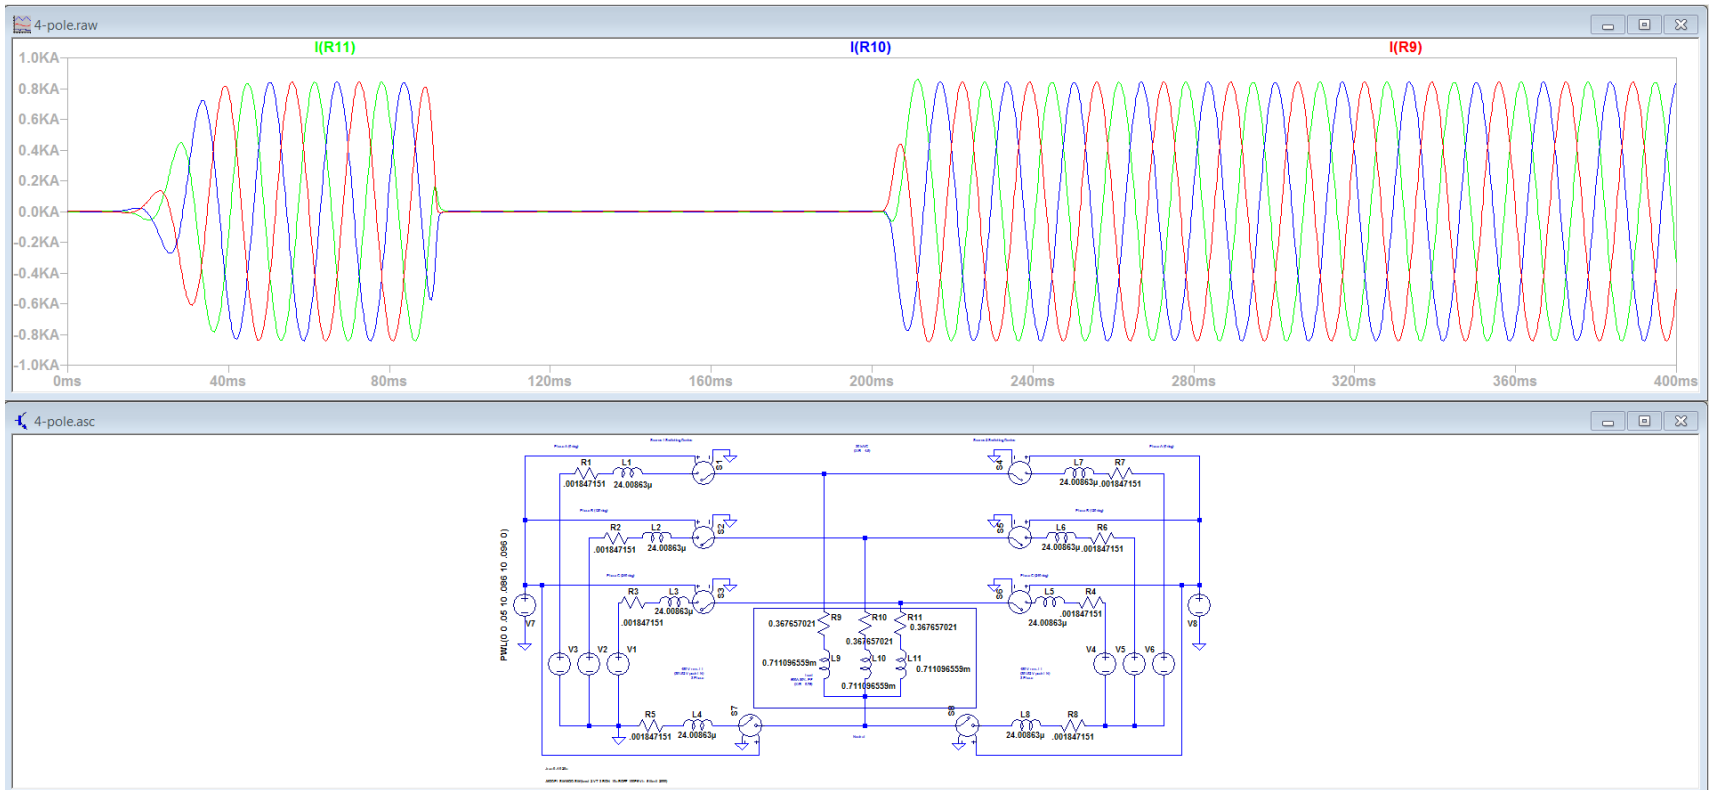 4-pole.raw
I(R11) I(R10) I(R9)
1.0KA
0.8KA
0.6KA
0.4KA
0.2KA
0.0KA
-0.2KA
-0.4KA
-0.6KA
-0.8KA
-1.0KA
0ms 40ms 80ms 120ms 160ms 200ms 240ms 280ms 320ms 360ms 400ms
4-pole.asc
R1 L1 S1 S4 L7 R7
.001847151 24.00863µ 24.00863µ .001847151
R2 L2 S2 S5 L6 R6
.001847151 24.00863µ 24.00863µ .001847151
R3 L3 S3 S6 L5 R4
.001847151 24.00863µ 24.00863µ .001847151
PWL(0 0 .05 10 .086 10 .096 0)
V7 V8
R9 R10 R11
0.367657021 0.367657021 0.367657021
V3 V2 V1 V4 V5 V6
L9 L10 L11
0.711096559m 0.711096559m 0.711096559m
R5 L4 S7 S8 L8 R8
.001847151 24.00863µ 24.00863µ .001847151